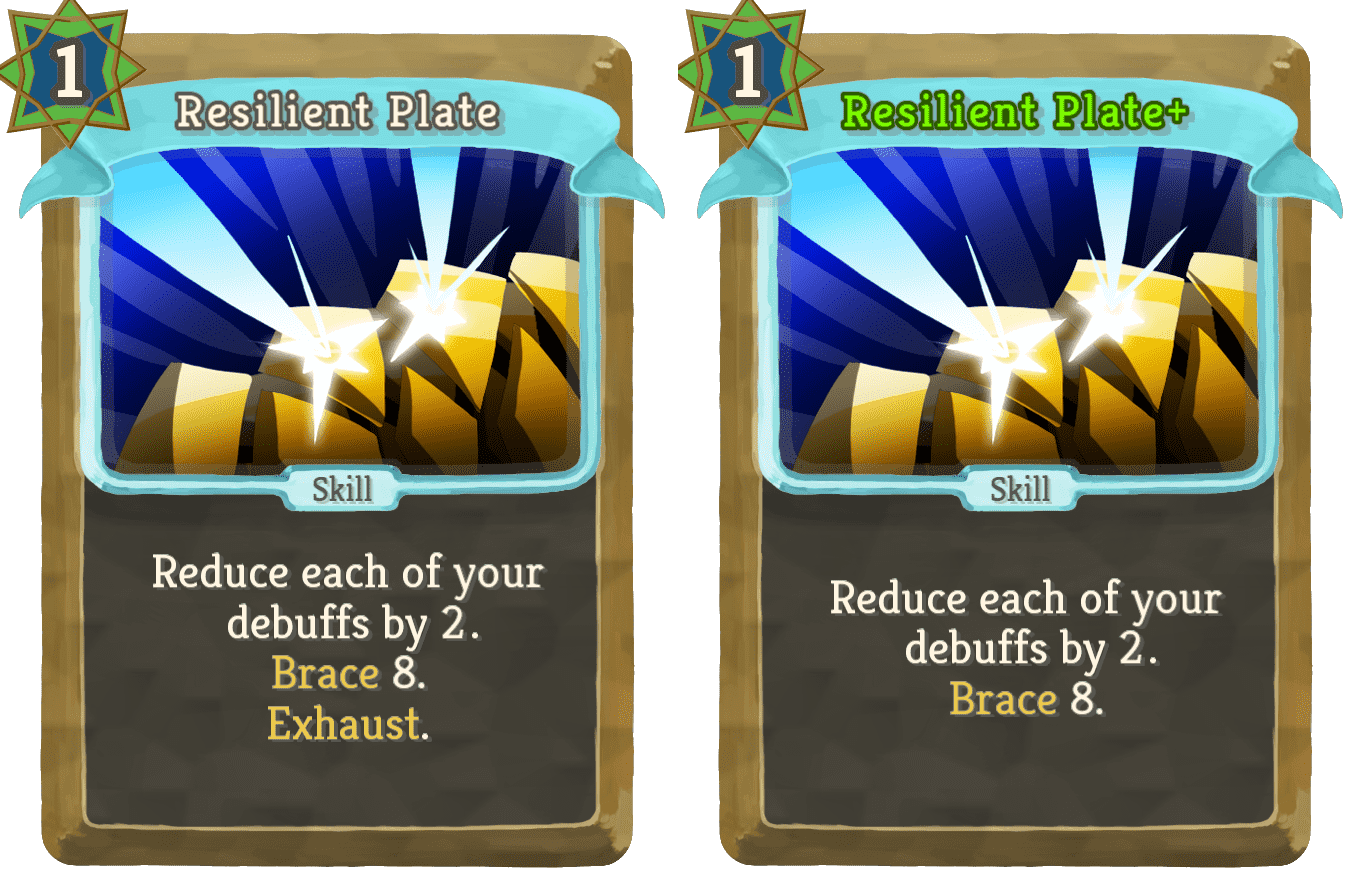 1
Resilient Plate
Skill
Reduce each of your
debuffs by 2.
Brace 8.
Exhaust.
1
Resilient Plate+
Skill
Reduce each of your
debuffs by 2.
Brace 8.